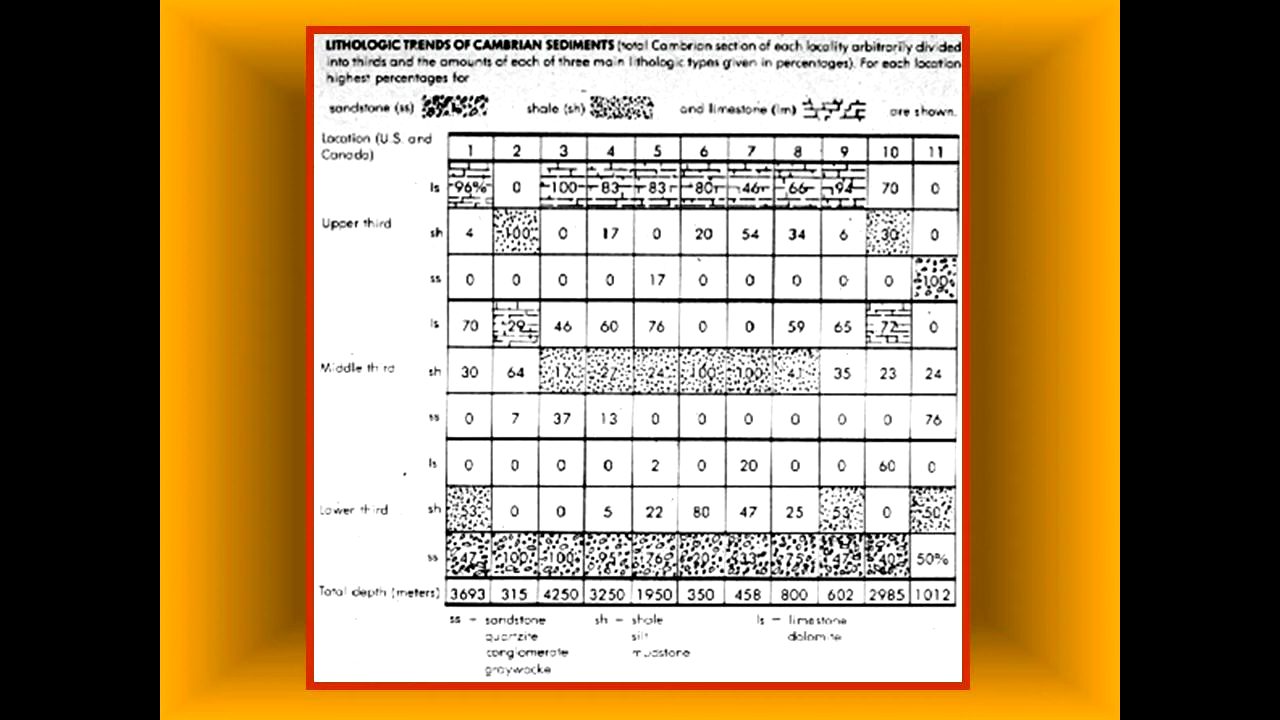 LITHOLOGIC TRENDS OF CAMBRIAN SEDIMENTS (total Cambrian section of each locality arbitrarily divided
into thirds and the amounts of each of three main lithologic types given in percentages). For each location
highest percentages for
sandstone (ss) shale (sh) and limestone (lm) are shown.
Location (U.S. and
Canada)
1 2 3 4 5 6 7 8 9 10 11
ls 96% 0 100 83 83 80 46 66 94 70 0
Upper third sh 4 100 0 17 0 20 54 34 6 30 0
ss 0 0 0 0 17 0 0 0 0 0 100
ls 70 29 46 60 76 0 0 59 65 77 0
Middle third sh 30 64 17 27 24 100 100 41 35 23 24
ss 0 7 37 13 0 0 0 0 0 0 76
ls 0 0 0 0 2 0 20 0 0 60 0
Lower third sh 53 0 0 5 22 80 47 25 53 0 50
ss 47 100 100 95 76 20 33 75 47 40 50%
Total depth (meters) 3693 315 4250 3250 1950 350 458 800 602 2985 1012
ss – sandstone sh – shale ls – limestone
quartzite silt dolomite
conglomerate mudstone
graywacke